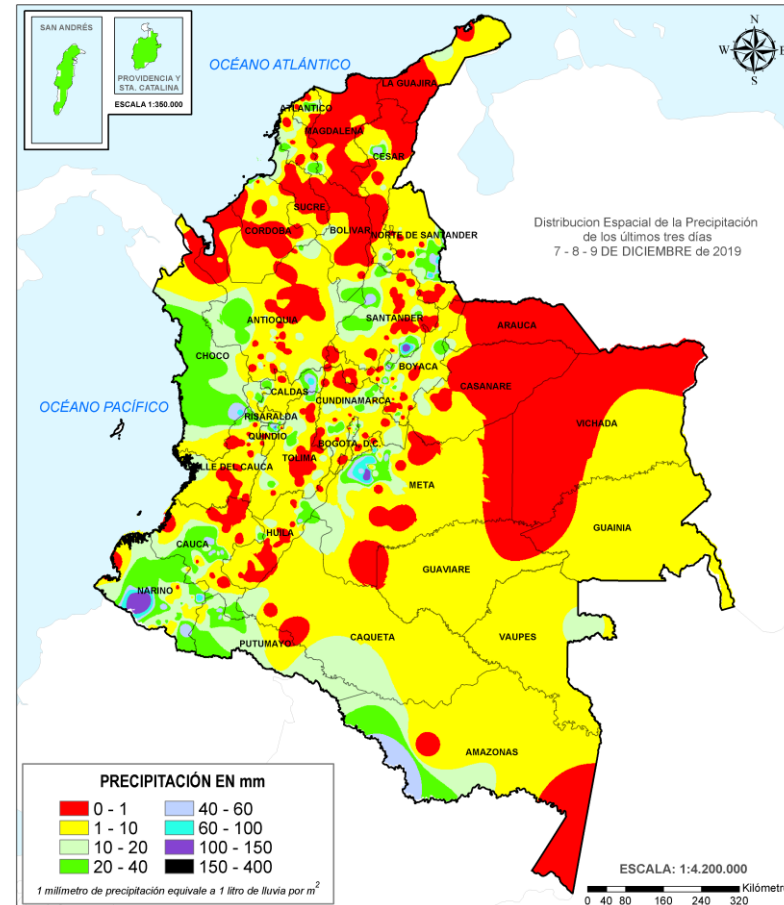 SAN ANDRÉS
PROVIDENCIA Y
STA. CATALINA
ESCALA 1:350.000
OCÉANO ATLÁNTICO
N
W
E
S
LA GUAJIRA
ATLANTICO
MAGDALENA
CESAR
SUCRE
CORDOBA
BOLIVAR
NORTE DE SANTANDER
Distribucion Espacial de la Precipitación
de los últimos tres días
7 - 8 - 9 DE DICIEMBRE de 2019
ANTIOQUIA
SANTANDER
ARAUCA
CHOCO
BOYACA
CASANARE
CALDAS
CUNDINAMARCA
OCÉANO PACÍFICO
RISARALDA
VICHADA
QUINDIO
BOGOTA, D.C.
TOLIMA
VALLE DEL CAUCA
META
GUAINIA
HUILA
CAUCA
GUAVIARE
NARIÑO
CAQUETA
VAUPES
PUTUMAYO
AMAZONAS
PRECIPITACIÓN EN mm
0 - 1
40 - 60
1 - 10
60 - 100
10 - 20
100 - 150
20 - 40
150 - 400
1 milímetro de precipitación equivale a 1 litro de lluvia por m2
ESCALA: 1:4.200.000
Kilómetre
0 40 80 160 240 320